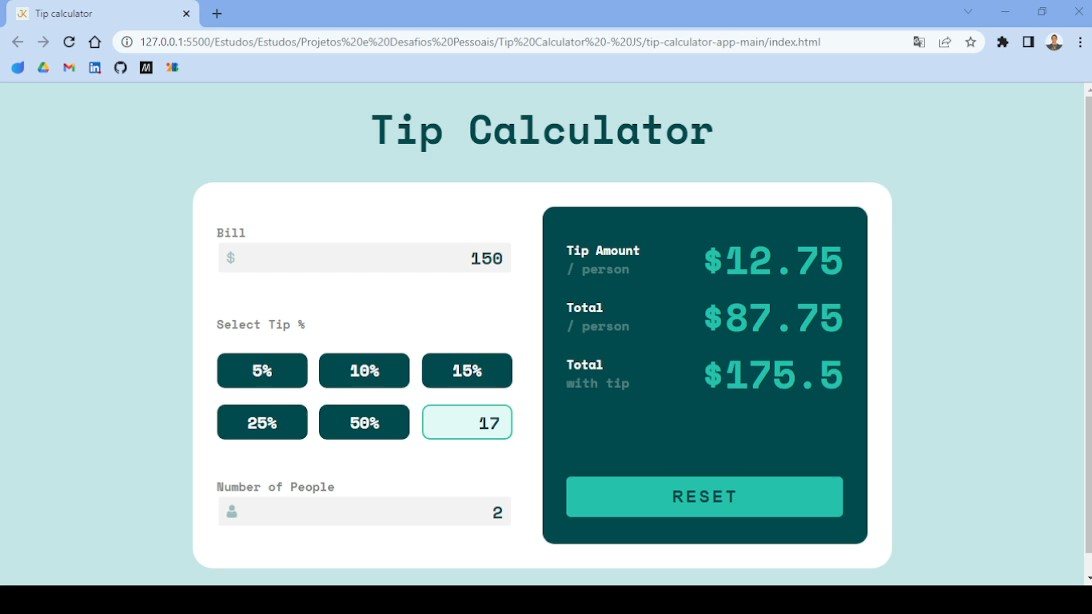 Tip calculator
127.0.0.1:5500/Estudos/Estudos/Projetos%20e%20Desafios%20Pessoais/Tip%20Calculator%20-%20JS/tip-calculator-app-main/index.html
Tip Calculator
Bill
$ 150
Select Tip %
5% 10% 15%
25% 50% 17
Number of People
2
Tip Amount
/ person
$12.75
Total
/ person
$87.75
Total
with tip
$175.5
RESET